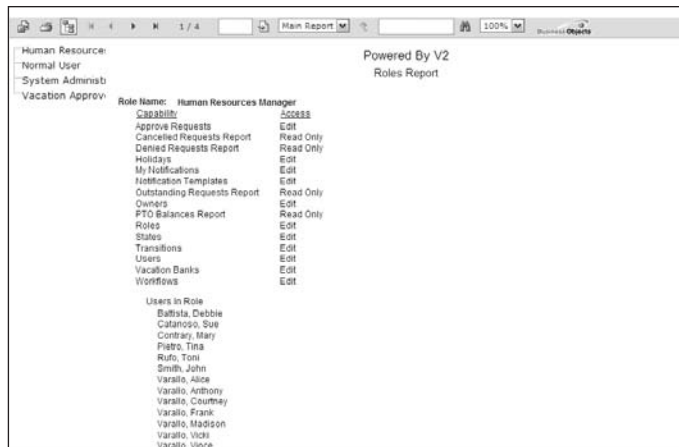 1 / 4 Main Report 100% Business Objects
Human Resource
Normal User
System Administ
Vacation Approv
Powered By V2
Roles Report
Role Name: Human Resources Manager
Capability Access
Approve Requests Edit
Cancelled Requests Report Read Only
Denied Requests Report Read Only
Holidays Edit
My Notifications Edit
Notification Templates Edit
Outstanding Requests Report Read Only
Owners Edit
PTO Balances Report Read Only
Roles Edit
States Edit
Transitions Edit
Users Edit
Vacation Banks Edit
Workflows Edit
Users In Role
Battista, Debbie
Catanoso, Sue
Contrary, Mary
Pietro, Tina
Rufo, Toni
Smith, John
Varallo, Alice
Varallo, Anthony
Varallo, Courtney
Varallo, Frank
Varallo, Madison
Varallo, Vicki
Varallo, Vince